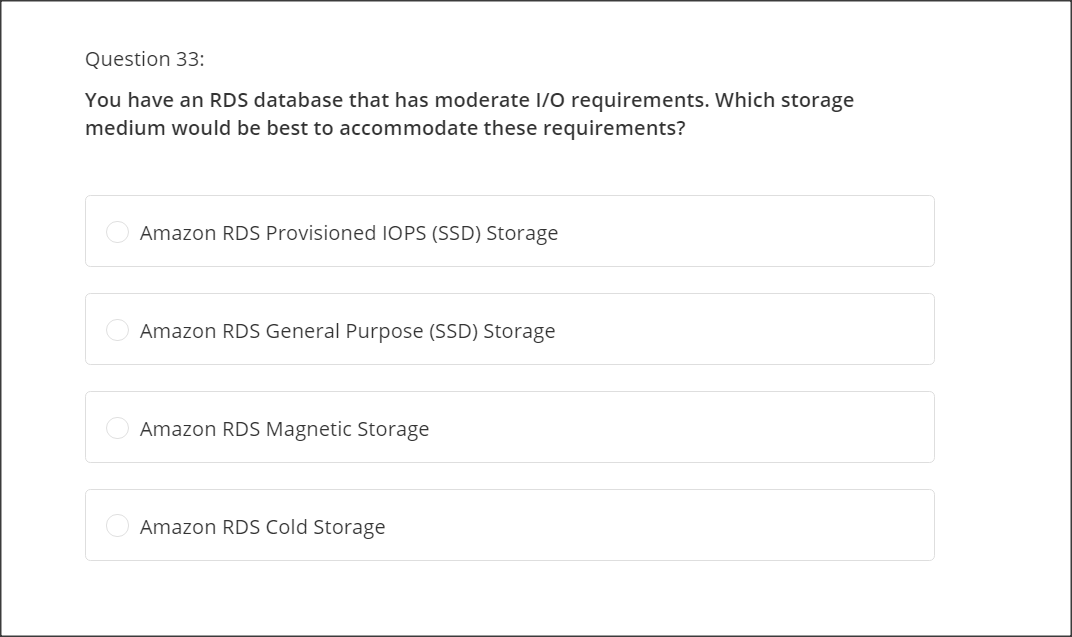 Question 33:
You have an RDS database that has moderate I/O requirements. Which storage
medium would be best to accommodate these requirements?
Amazon RDS Provisioned IOPS (SSD) Storage
Amazon RDS General Purpose (SSD) Storage
Amazon RDS Magnetic Storage
Amazon RDS Cold Storage